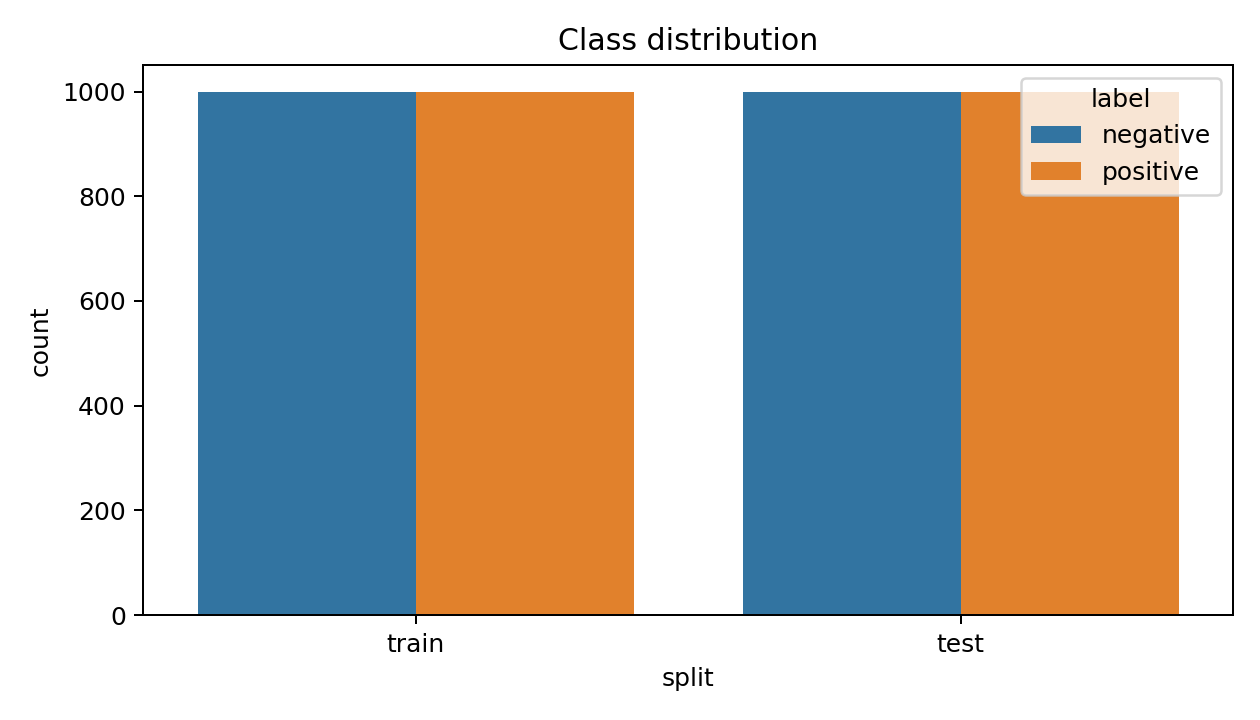 Class distribution
label
negative
positive
1000
800
600
400
200
0
count
train
test
split